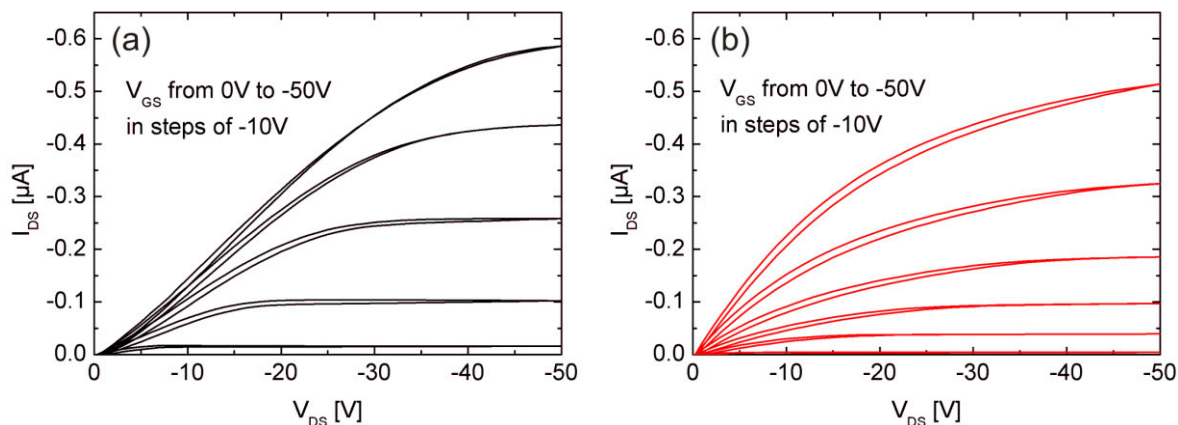 (a)
V_GS from 0V to -50V
in steps of -10V
I_DS [µA]
-0.6
-0.5
-0.4
-0.3
-0.2
-0.1
0.0
0 -10 -20 -30 -40 -50
V_DS [V]
(b)
V_GS from 0V to -50V
in steps of -10V
I_DS [µA]
-0.6
-0.5
-0.4
-0.3
-0.2
-0.1
0.0
0 -10 -20 -30 -40 -50
V_DS [V]